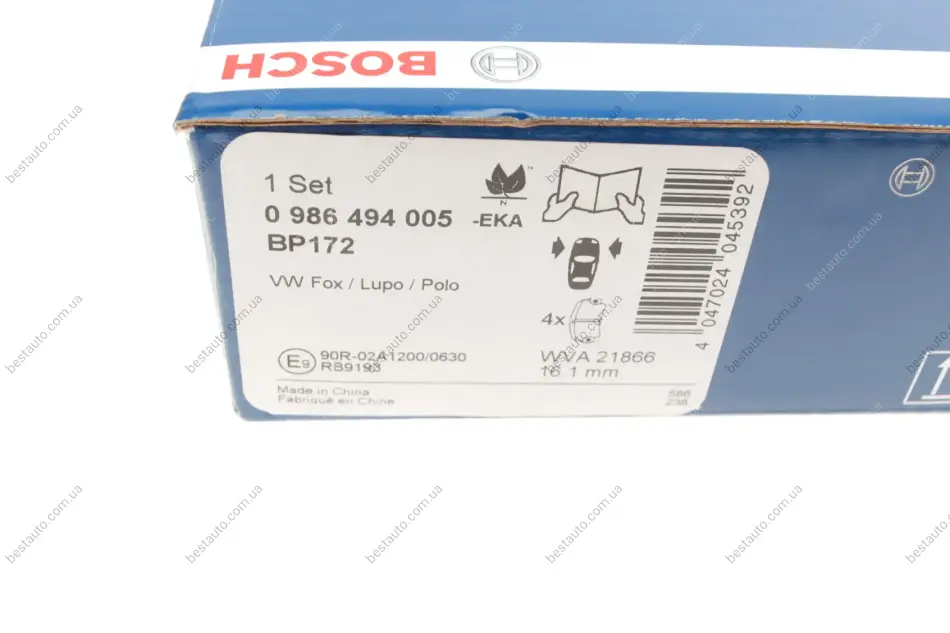 BOSCH
1 Set
0 986 494 005 -EKA
BP172
VW Fox / Lupo / Polo
N
4x
4 047024 045392
E9
90R-02A1200/0630
WVA 21866
16.1 mm
Made in China
Fabriqué en Chine
bestauto.com.ua